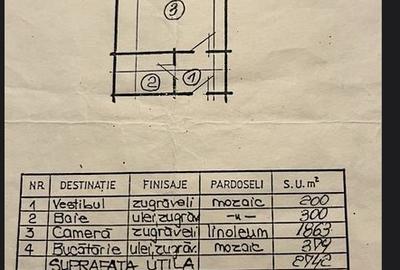 3
2 1
NR DESTINAȚIE FINISAJE PARDOSELI S.U. m²
1 Vestibul zugrăveli mozaic 200
2 Baie ulei,zugrăv -"- 300
3 Camera zugrăveli linoleum 1863
4 Bucătărie ulei,zugrăv. mozaic 379
SUPRAFAȚA UTILĂ 2742